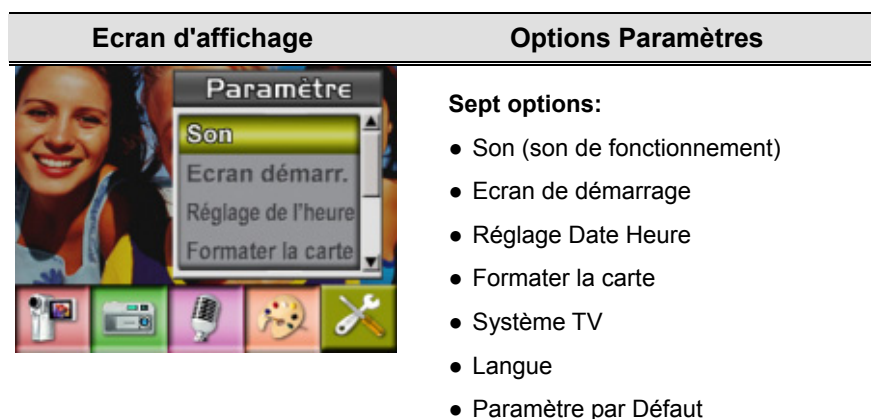 Ecran d'affichage
Options Paramètres
Paramètre
Son
Ecran démarr.
Réglage de l'heure
Formater la carte
Sept options:
● Son (son de fonctionnement)
● Ecran de démarrage
● Réglage Date Heure
● Formater la carte
● Système TV
● Langue
● Paramètre par Défaut